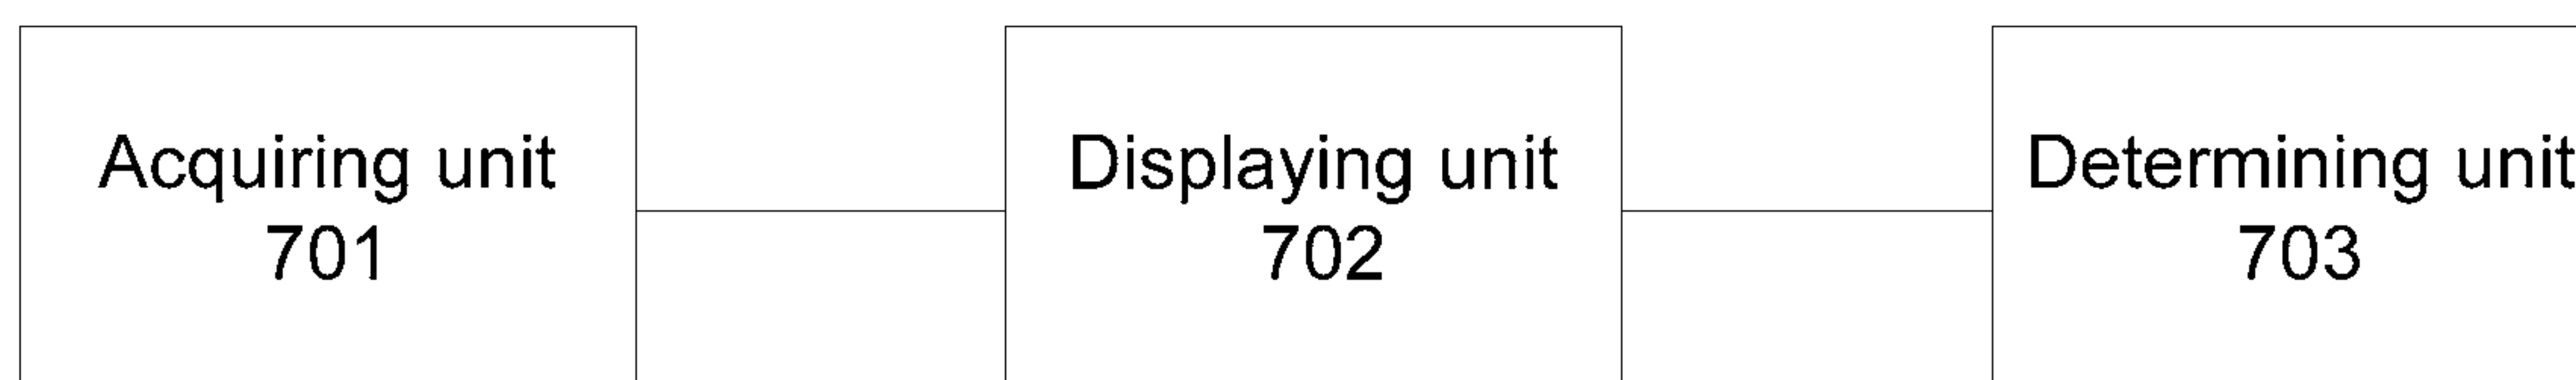 Acquiring unit
701
Displaying unit
702
Determining unit
703